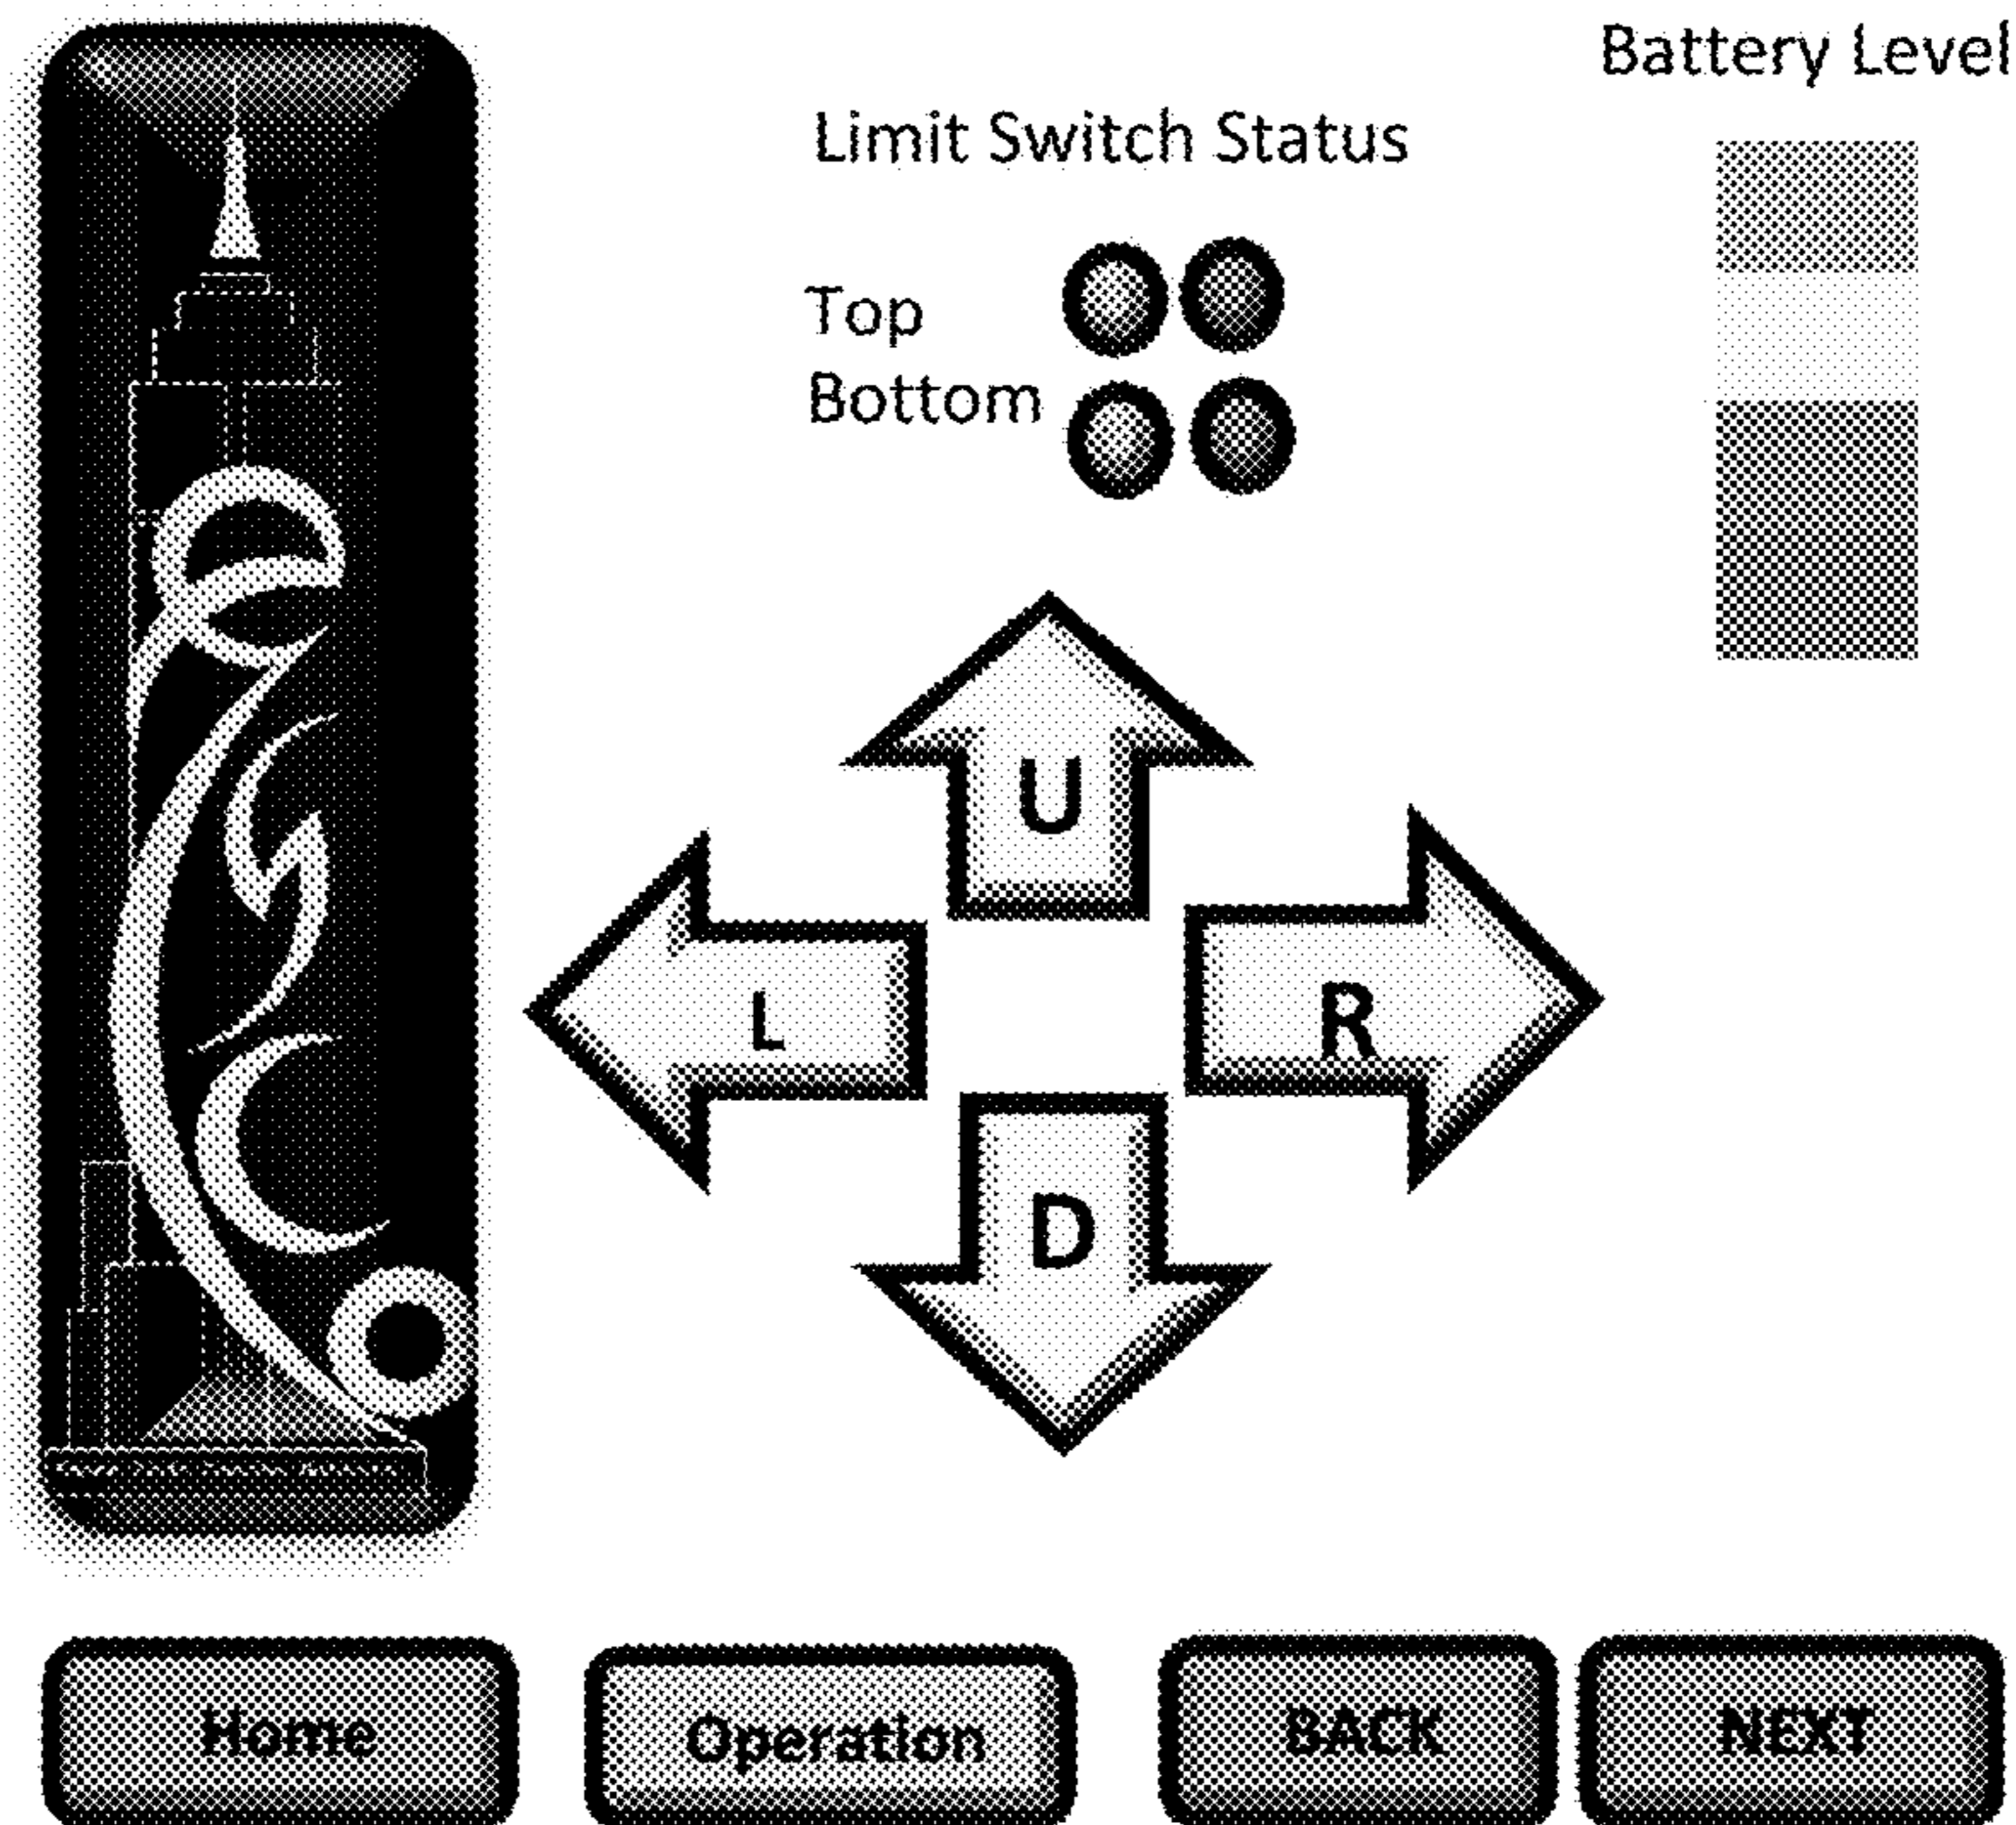 Battery Level
Limit Switch Status
Top
Bottom
U
L
R
D
Home
Operation
BACK
NEXT